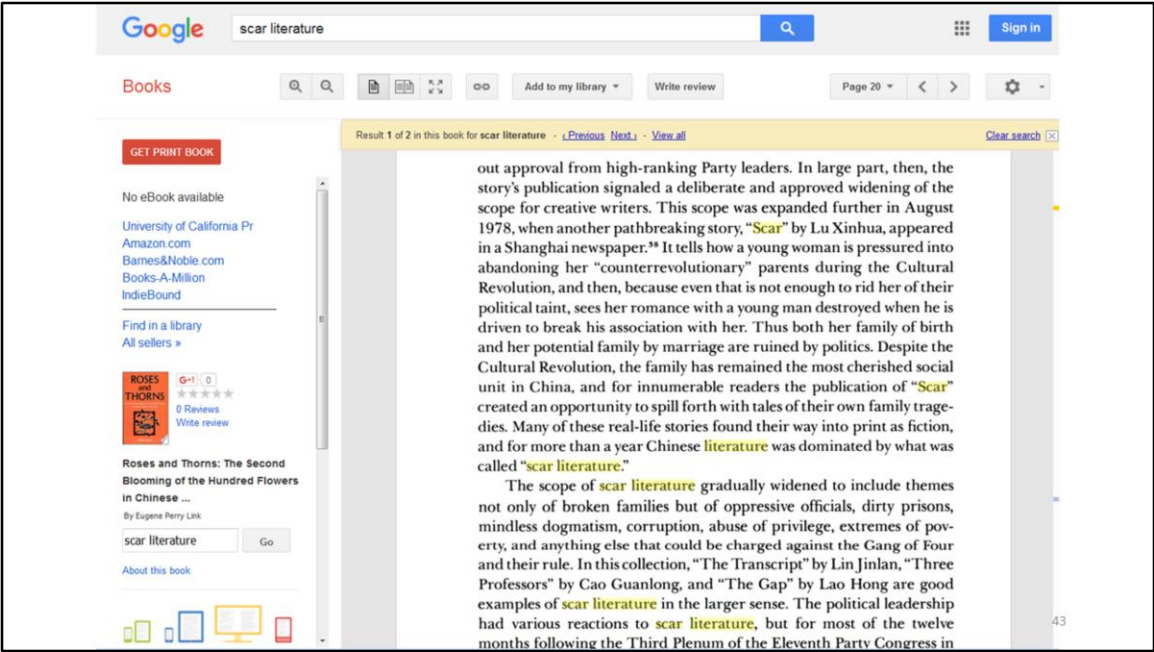 Google
scar literature
Sign in
Books
Add to my library
Write review
Page 20
Result 1 of 2 in this book for scar literature - ‹ Previous Next › - View all
Clear search
GET PRINT BOOK
No eBook available
University of California Pr
Amazon.com
Barnes&Noble.com
Books-A-Million
IndieBound
Find in a library
All sellers »
ROSES
and
THORNS
G+1 0
0 Reviews
Write review
Roses and Thorns: The Second
Blooming of the Hundred Flowers
in Chinese ...
By Eugene Perry Link
scar literature Go
About this book
out approval from high-ranking Party leaders. In large part, then, the
story's publication signaled a deliberate and approved widening of the
scope for creative writers. This scope was expanded further in August
1978, when another pathbreaking story, "Scar" by Lu Xinhua, appeared
in a Shanghai newspaper.³⁸ It tells how a young woman is pressured into
abandoning her "counterrevolutionary" parents during the Cultural
Revolution, and then, because even that is not enough to rid her of their
political taint, sees her romance with a young man destroyed when he is
driven to break his association with her. Thus both her family of birth
and her potential family by marriage are ruined by politics. Despite the
Cultural Revolution, the family has remained the most cherished social
unit in China, and for innumerable readers the publication of "Scar"
created an opportunity to spill forth with tales of their own family trage-
dies. Many of these real-life stories found their way into print as fiction,
and for more than a year Chinese literature was dominated by what was
called "scar literature."
The scope of scar literature gradually widened to include themes
not only of broken families but of oppressive officials, dirty prisons,
mindless dogmatism, corruption, abuse of privilege, extremes of pov-
erty, and anything else that could be charged against the Gang of Four
and their rule. In this collection, "The Transcript" by Lin Jinlan, "Three
Professors" by Cao Guanlong, and "The Gap" by Lao Hong are good
examples of scar literature in the larger sense. The political leadership
had various reactions to scar literature, but for most of the twelve
months following the Third Plenum of the Eleventh Party Congress in
43